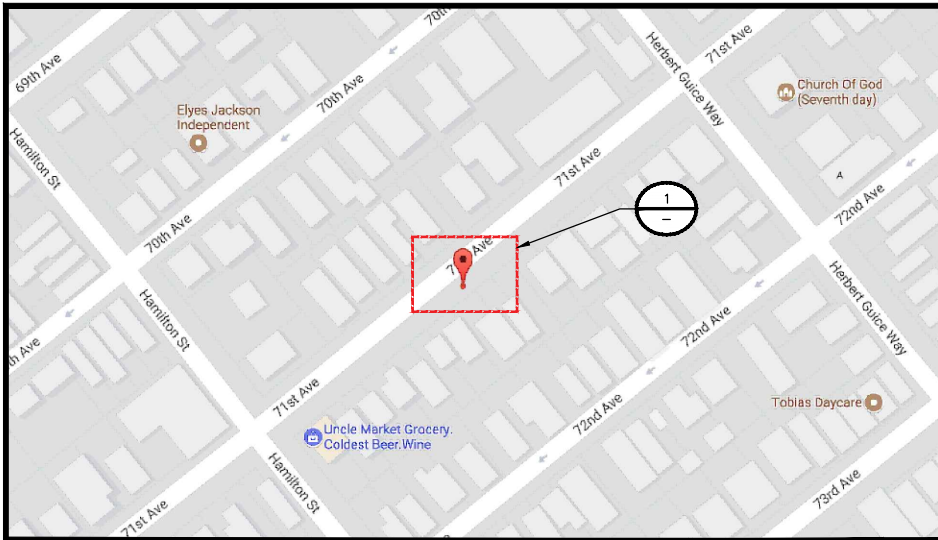 70th
71st Ave
69th Ave
Herbert Guice Way
Church Of God
(Seventh day)
70th Ave
Elyes Jackson
Independent
Hamilton St
71st Ave
A
1
–
72nd Ave
70th Ave
Ave
Herbert Guice Way
Hamilton St
72nd Ave
Ave
71st Ave
Tobias Daycare
72nd Ave
Uncle Market Grocery.
Coldest Beer.Wine
Hamilton St
73rd Ave
71st Ave